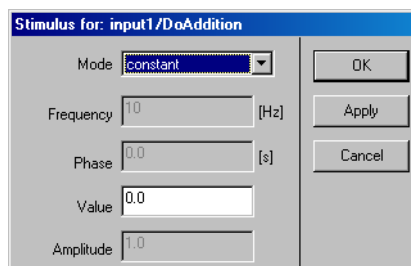 Stimulus for: input1/DoAddition
Mode constant OK
Frequency 10 [Hz] Apply
Phase 0.0 [s] Cancel
Value 0.0
Amplitude 1.0